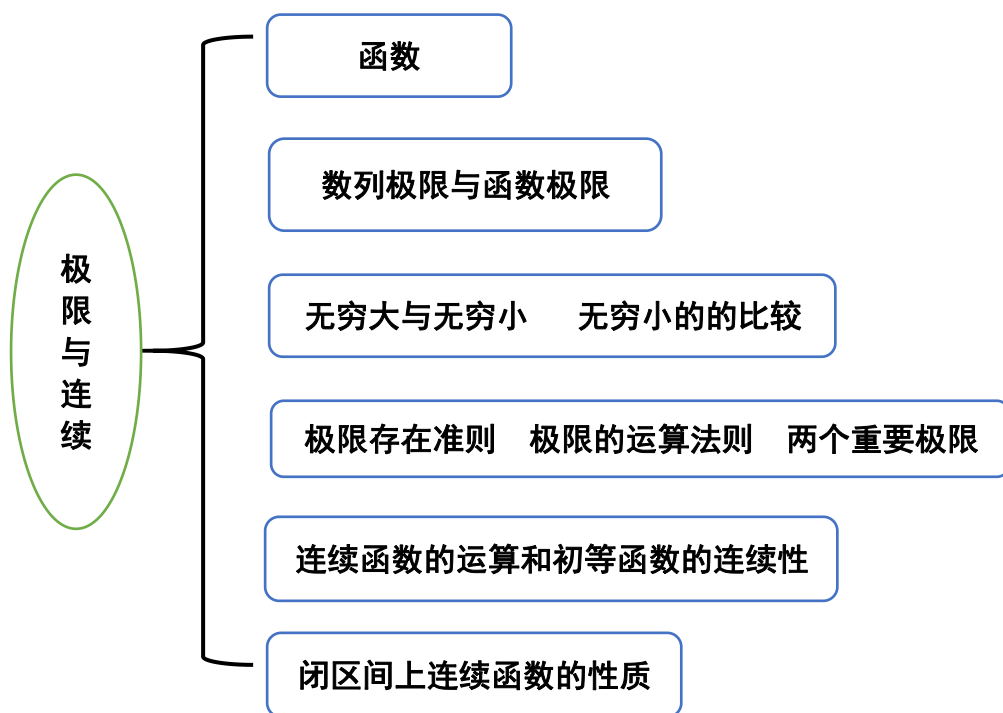 极限与连续
函数
数列极限与函数极限
无穷大与无穷小 无穷小的的比较
极限存在准则 极限的运算法则 两个重要极限
连续函数的运算和初等函数的连续性
闭区间上连续函数的性质